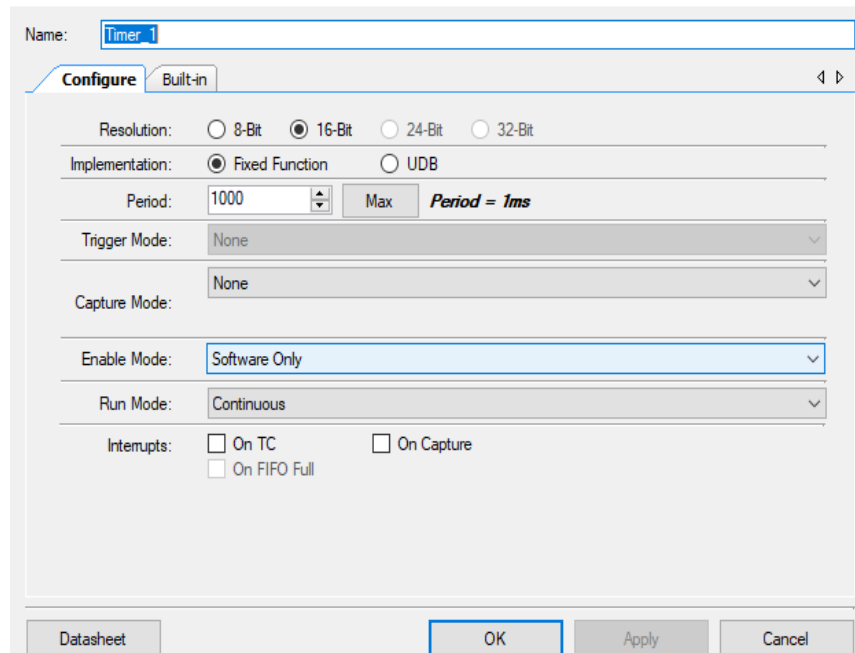 Name: Timer_1
Configure Built-in
Resolution: 8-Bit 16-Bit 24-Bit 32-Bit
Implementation: Fixed Function UDB
Period: 1000 Max Period = 1ms
Trigger Mode: None
Capture Mode: None
Enable Mode: Software Only
Run Mode: Continuous
Interrupts: On TC On Capture
On FIFO Full
Datasheet OK Apply Cancel